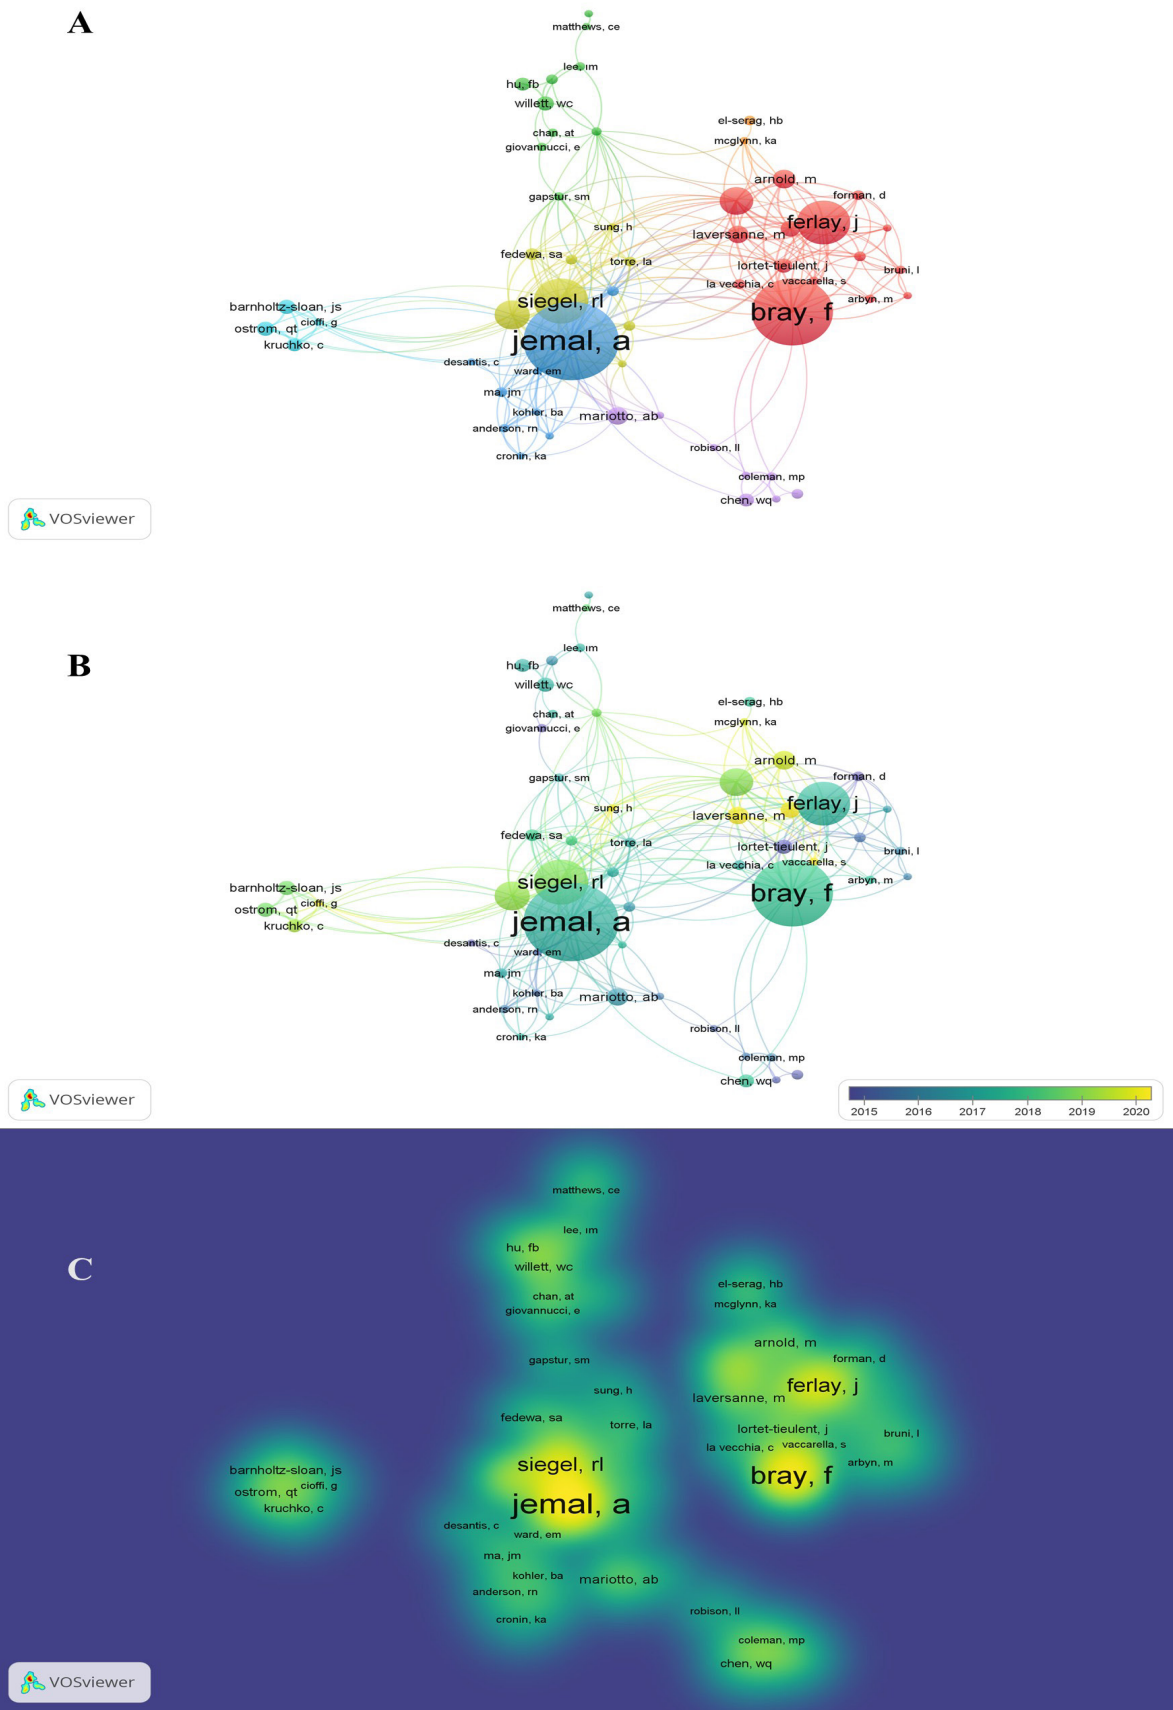 A
matthews, ce
lee, im
hu, fb
willett, wc
chan, at
giovannucci, e
el-serag, hb
mcglynn, ka
arnold, m
forman, d
gapstur, sm
ferlay, j
sung, h
laversanne, m
fedewa, sa
torre, la
lortet-tieulent, j
bruni, l
la vecchia, c
vaccarella, s
arbyn, m
siegel, rl
barnholtz-sloan, js
bray, f
cioffi, g
ostrom, qt
jemal, a
kruchko, c
desantis, c
ward, em
ma, jm
kohler, ba
mariotto, ab
anderson, rn
robison, ll
cronin, ka
coleman, mp
chen, wq
VOSviewer
B
matthews, ce
lee, im
hu, fb
willett, wc
chan, at
giovannucci, e
el-serag, hb
mcglynn, ka
arnold, m
forman, d
gapstur, sm
ferlay, j
sung, h
laversanne, m
fedewa, sa
torre, la
lortet-tieulent, j
bruni, l
la vecchia, c
vaccarella, s
arbyn, m
siegel, rl
barnholtz-sloan, js
bray, f
cioffi, g
ostrom, qt
jemal, a
kruchko, c
desantis, c
ward, em
ma, jm
kohler, ba
mariotto, ab
anderson, rn
robison, ll
cronin, ka
coleman, mp
chen, wq
VOSviewer
2015 2016 2017 2018 2019 2020
C
matthews, ce
lee, im
hu, fb
willett, wc
chan, at
giovannucci, e
el-serag, hb
mcglynn, ka
arnold, m
forman, d
gapstur, sm
ferlay, j
sung, h
laversanne, m
fedewa, sa
torre, la
lortet-tieulent, j
bruni, l
la vecchia, c
vaccarella, s
arbyn, m
siegel, rl
barnholtz-sloan, js
bray, f
cioffi, g
ostrom, qt
jemal, a
kruchko, c
desantis, c
ward, em
ma, jm
kohler, ba
mariotto, ab
anderson, rn
robison, ll
cronin, ka
coleman, mp
chen, wq
VOSviewer